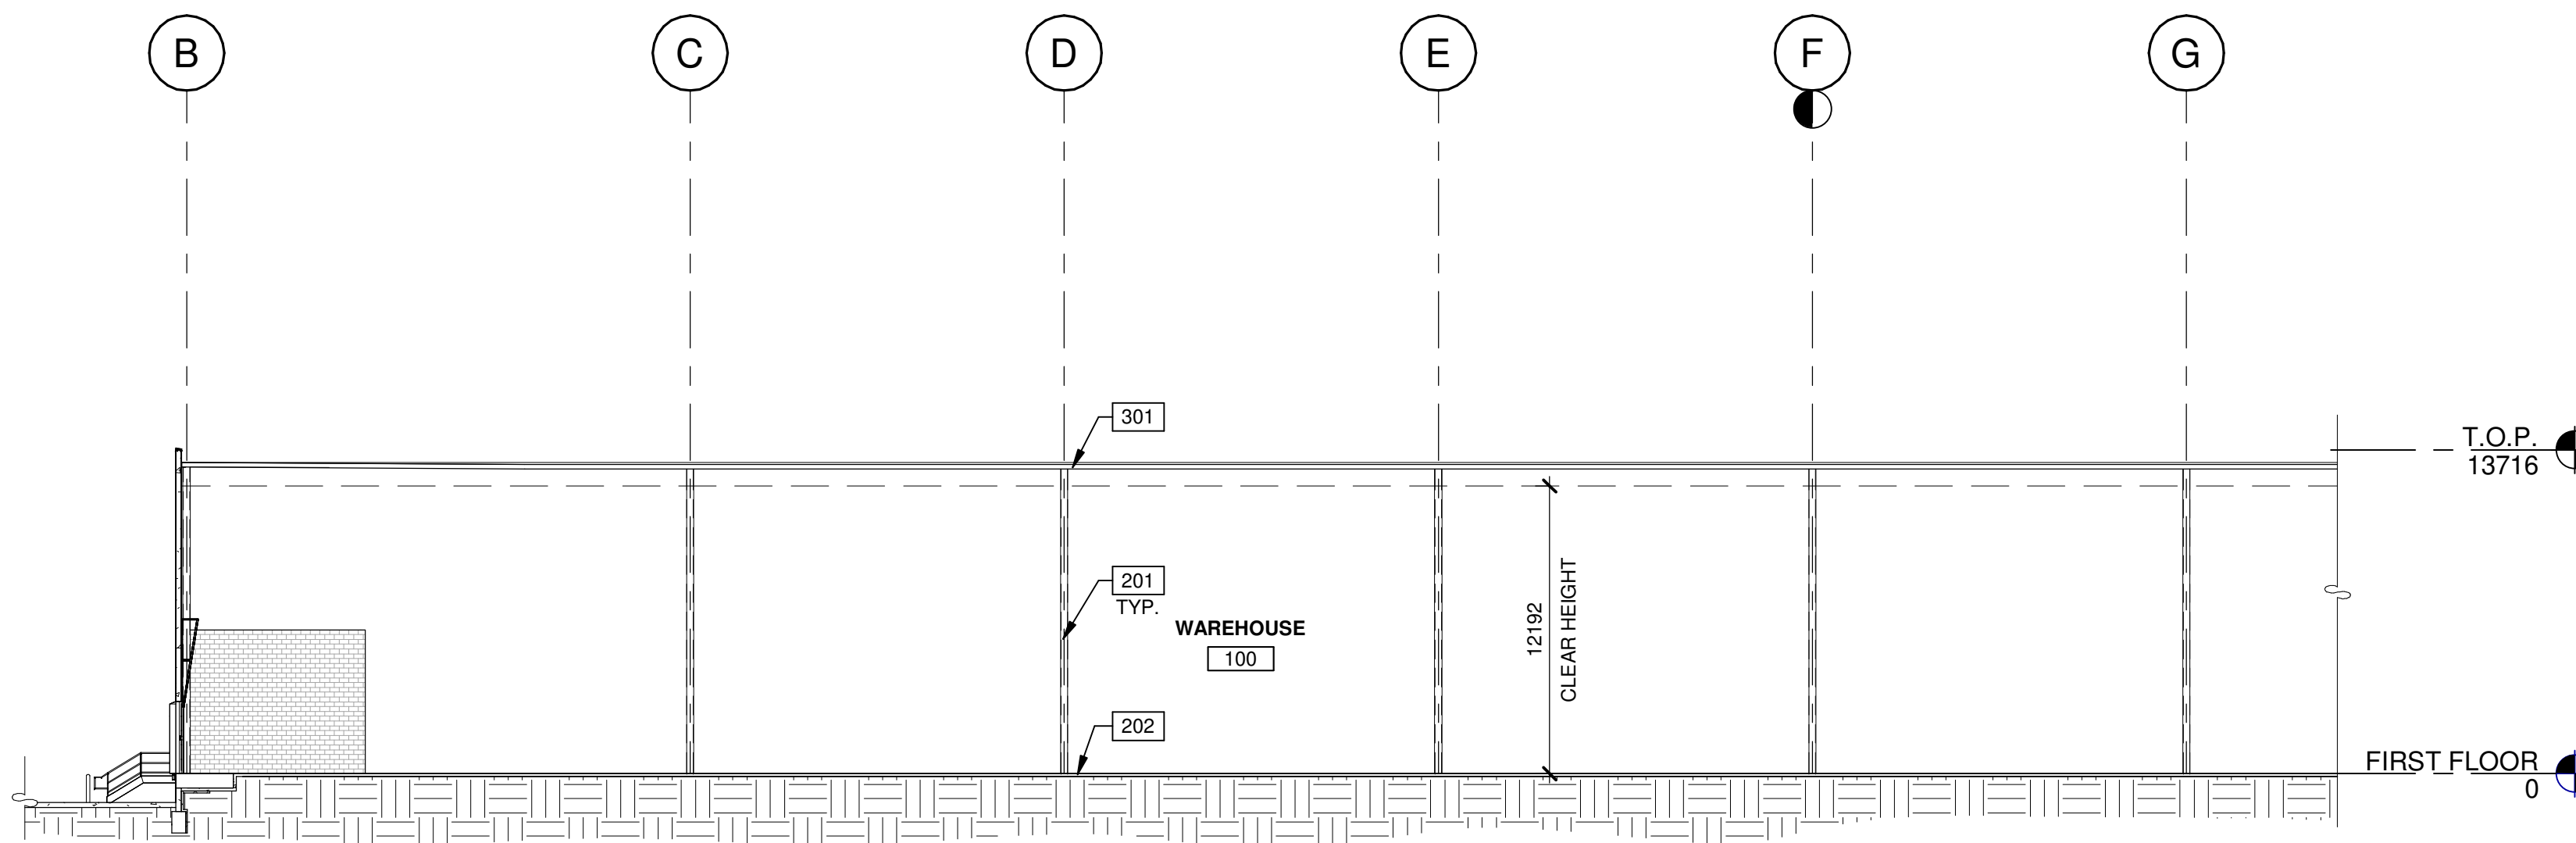 B
C
D
E
F
G
301
T.O.P.
13716
201
TYP.
WAREHOUSE
100
12192
CLEAR HEIGHT
202
FIRST FLOOR
0